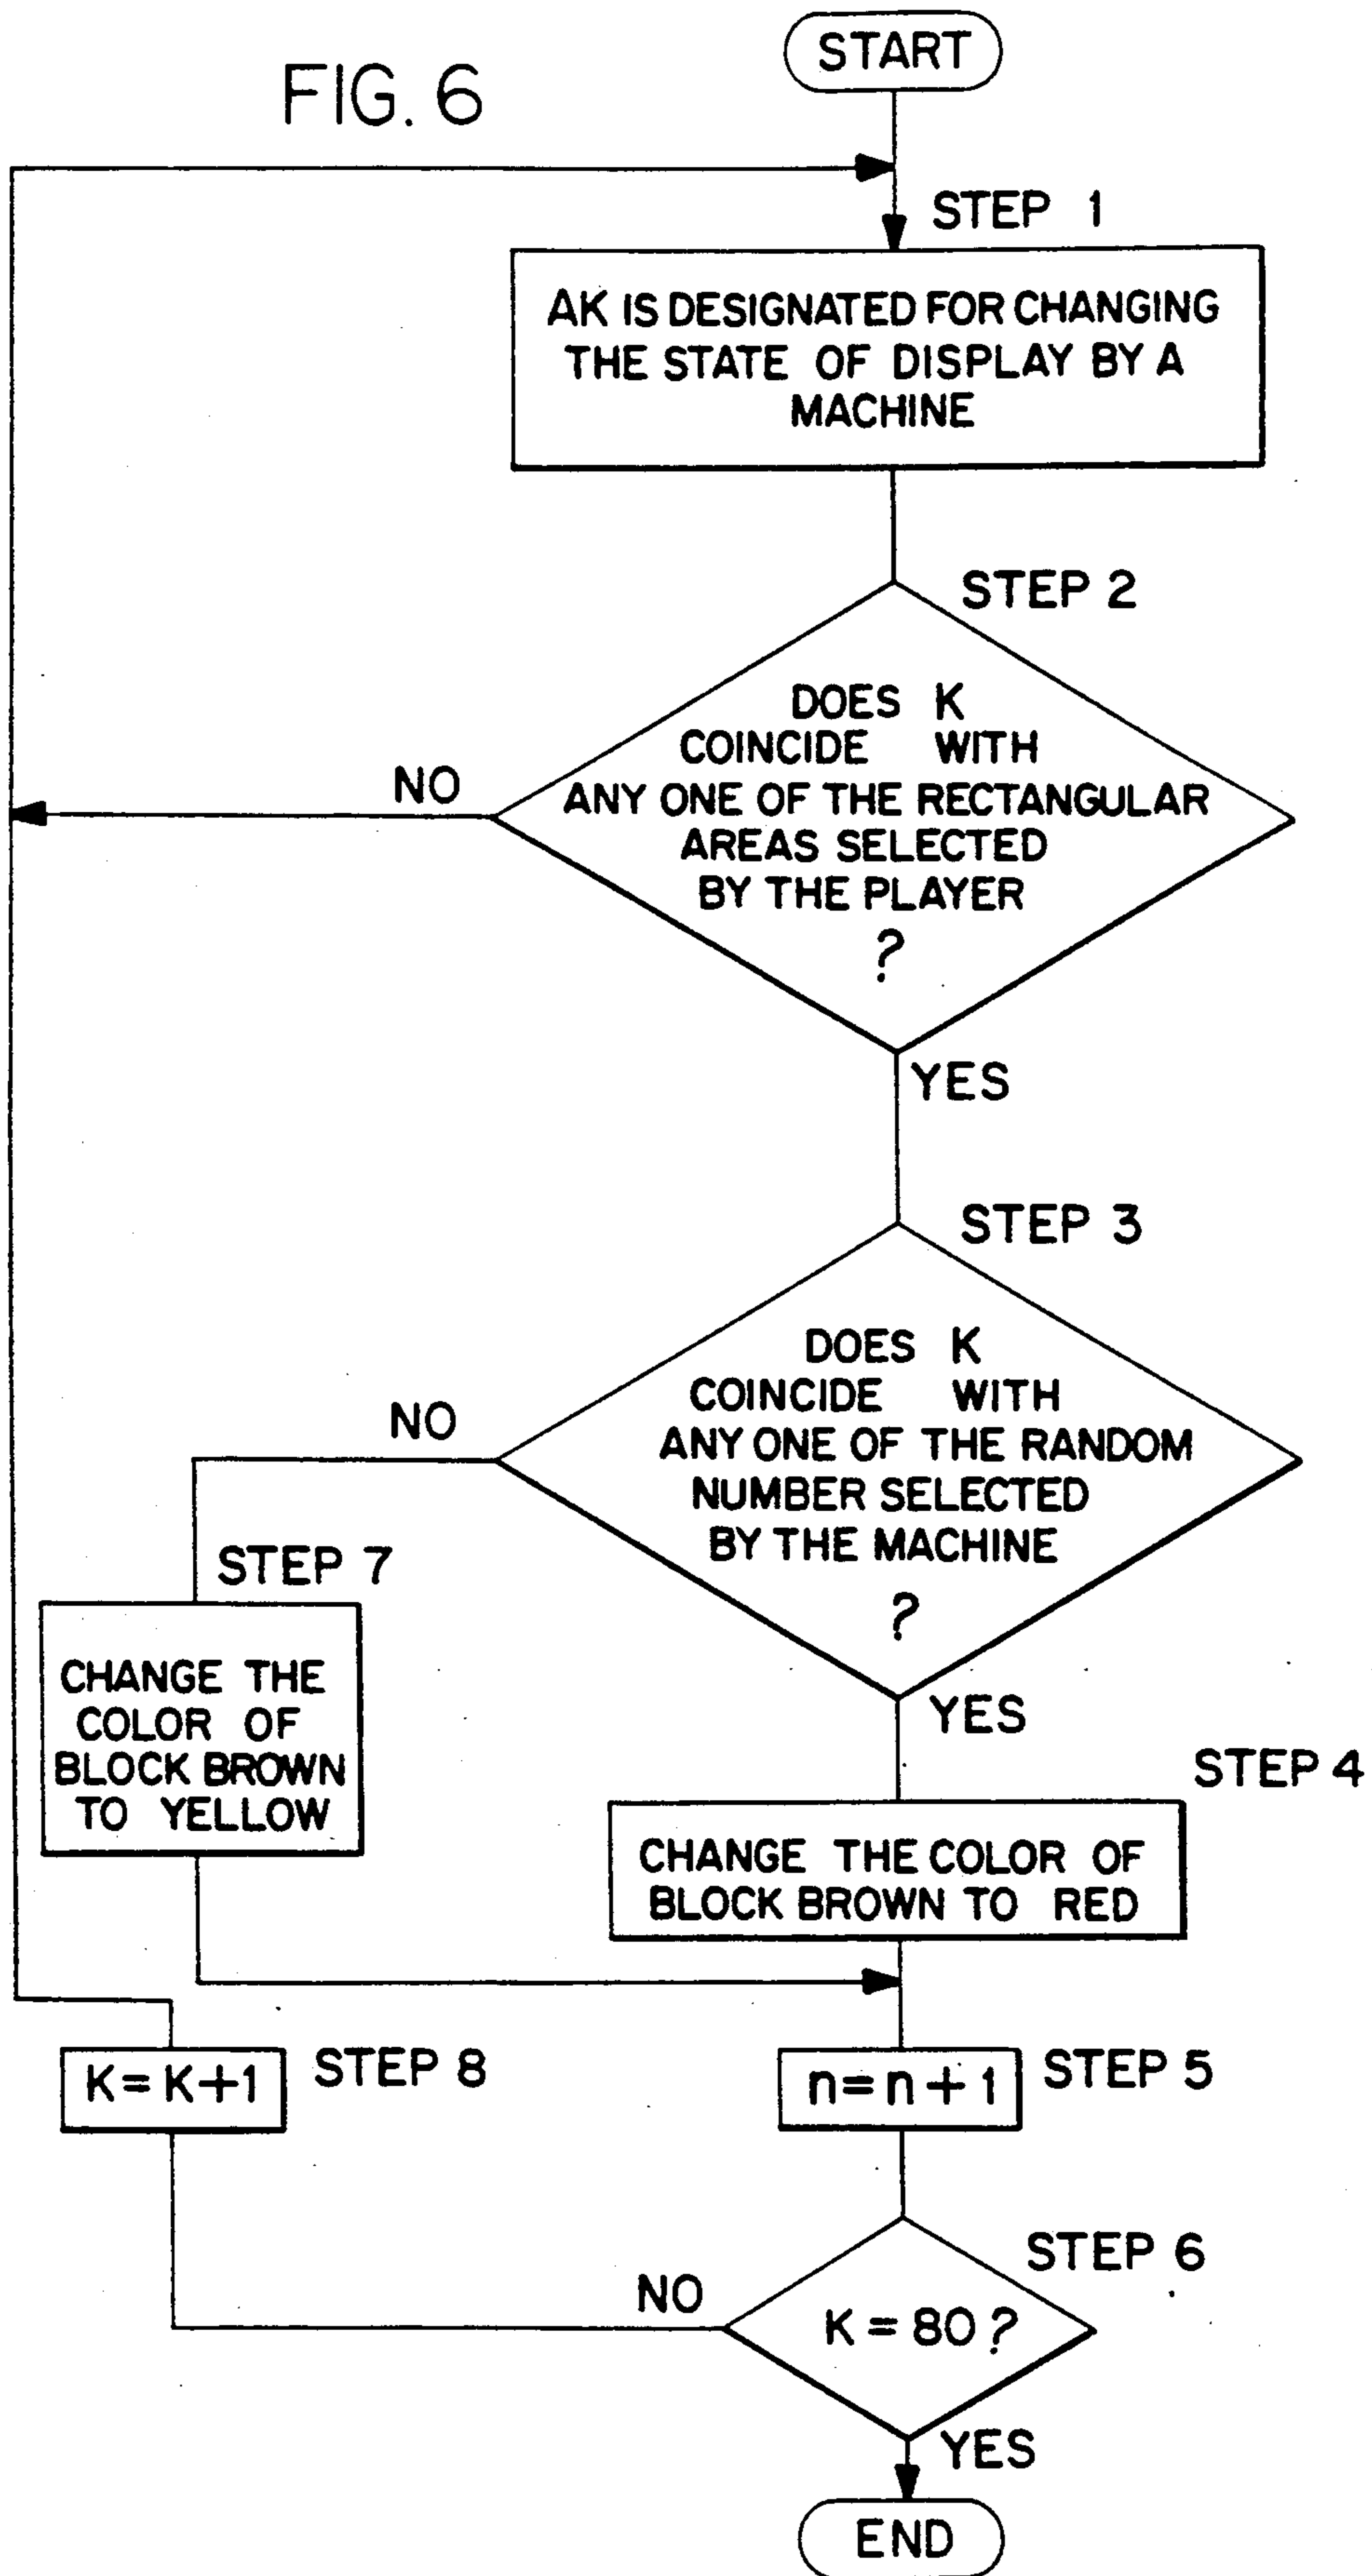 START
FIG. 6
STEP 1
AK IS DESIGNATED FOR CHANGING
THE STATE OF DISPLAY BY A
MACHINE
STEP 2
DOES K
COINCIDE WITH
ANY ONE OF THE RECTANGULAR
AREAS SELECTED
BY THE PLAYER
?
NO
YES
STEP 3
DOES K
COINCIDE WITH
ANY ONE OF THE RANDOM
NUMBER SELECTED
BY THE MACHINE
?
NO
YES
STEP 7
CHANGE THE
COLOR OF
BLOCK BROWN
TO YELLOW
STEP 4
CHANGE THE COLOR OF
BLOCK BROWN TO RED
K=K+1
STEP 8
n=n+1
STEP 5
STEP 6
K=80?
NO
YES
END